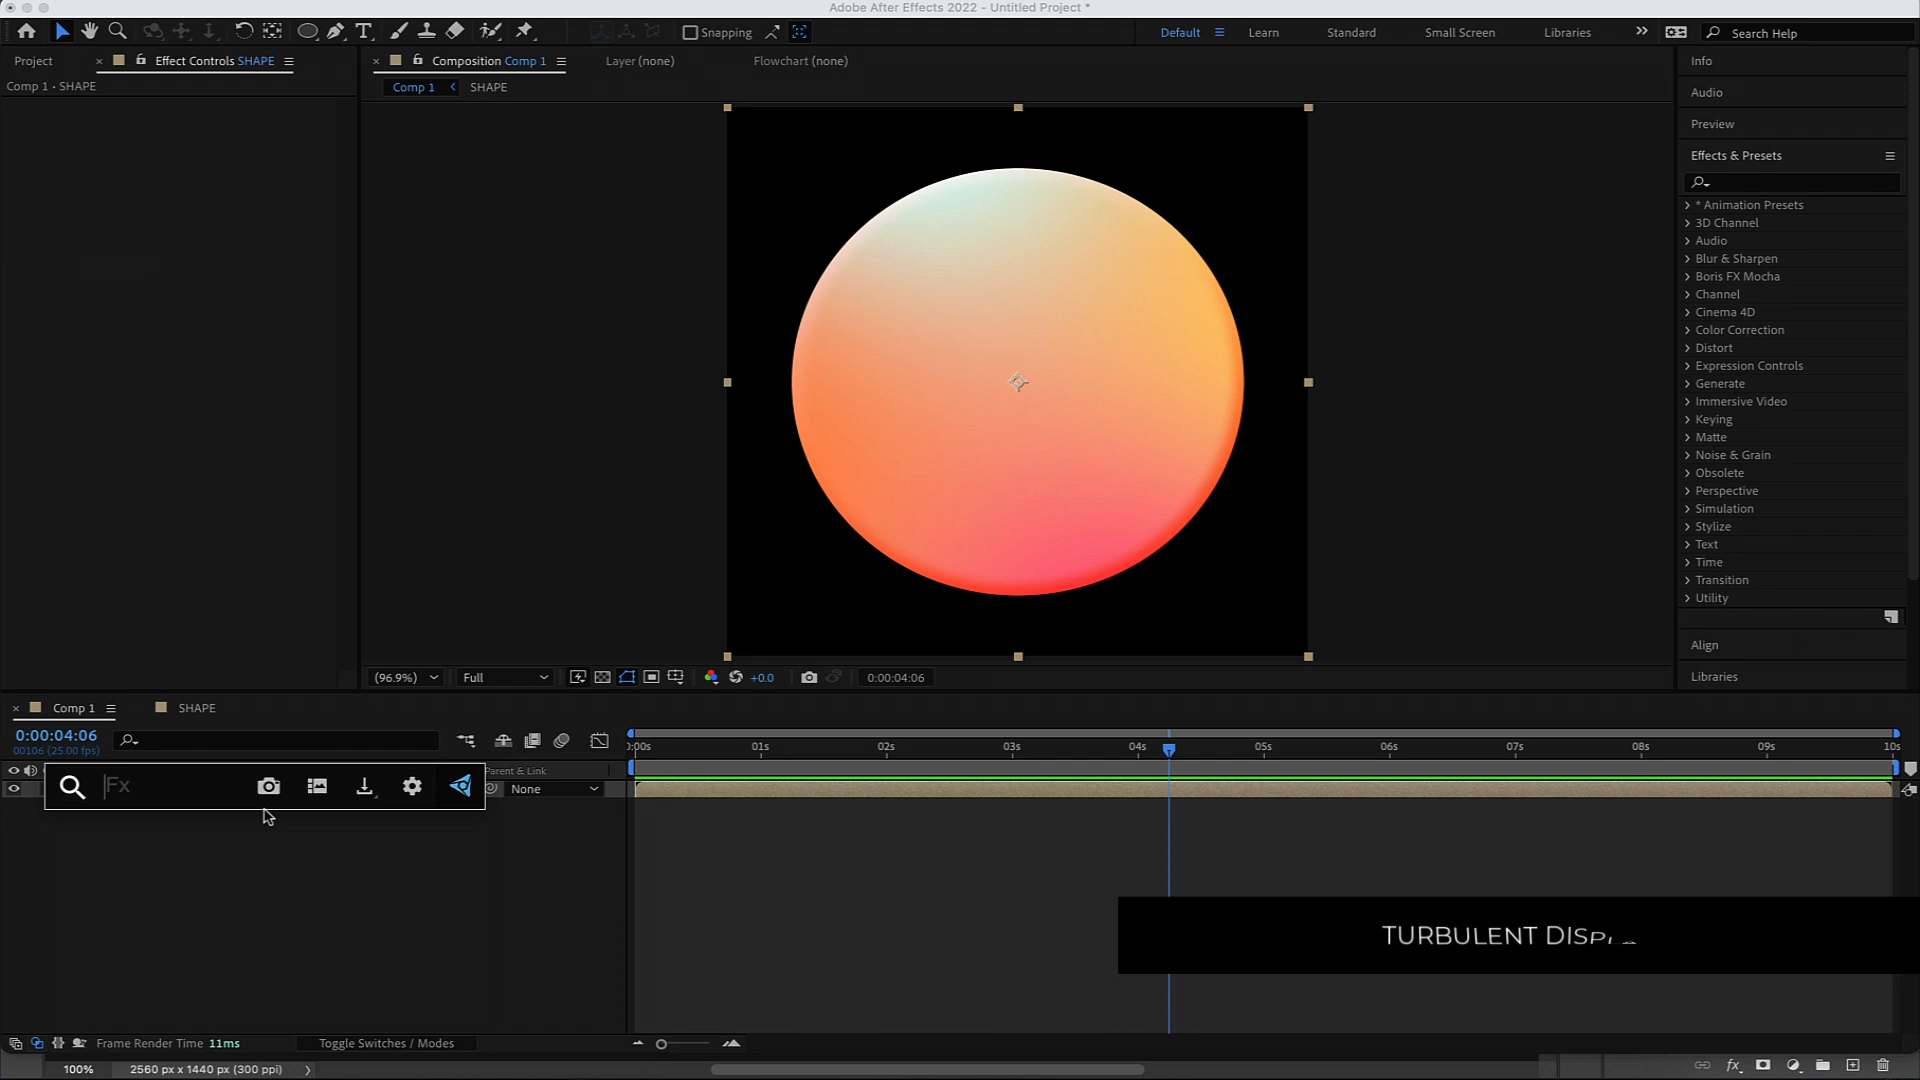 Adobe After Effects 2022 - Untitled Project *
Snapping
Default
Learn
Standard
Small Screen
Libraries
Search Help
Project
Effect Controls SHAPE
Composition Comp 1
Layer (none)
Flowchart (none)
Info
Comp 1 • SHAPE
Comp 1
SHAPE
Audio
Preview
Effects & Presets
* Animation Presets
3D Channel
Audio
Blur & Sharpen
Boris FX Mocha
Channel
Cinema 4D
Color Correction
Distort
Expression Controls
Generate
Immersive Video
Keying
Matte
Noise & Grain
Obsolete
Perspective
Simulation
Stylize
Text
Time
Transition
Utility
Align
Libraries
(96.9%)
Full
+0.0
0:00:04:06
Comp 1
SHAPE
0:00:04:06
00106 (25.00 fps)
:00s 01s 02s 03s 04s 05s 06s 07s 08s 09s 10s
Parent & Link
Fx
None
TURBULENT DISPL
Frame Render Time 11ms
Toggle Switches / Modes
100%
2560 px x 1440 px (300 ppi)
fx